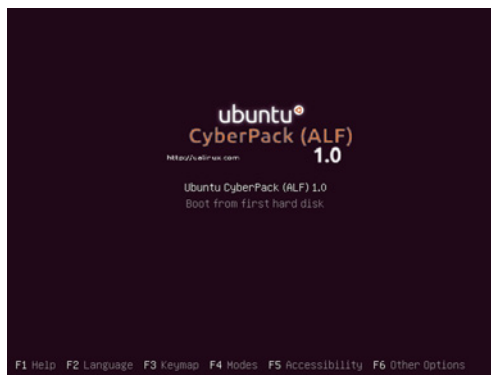 ubuntu
CyberPack (ALF)
1.0
Ubuntu CyberPack (ALF) 1.0
Boot from first hard disk
F1 Help F2 Language F3 Keymap F4 Modes F5 Accessibility F6 Other Options